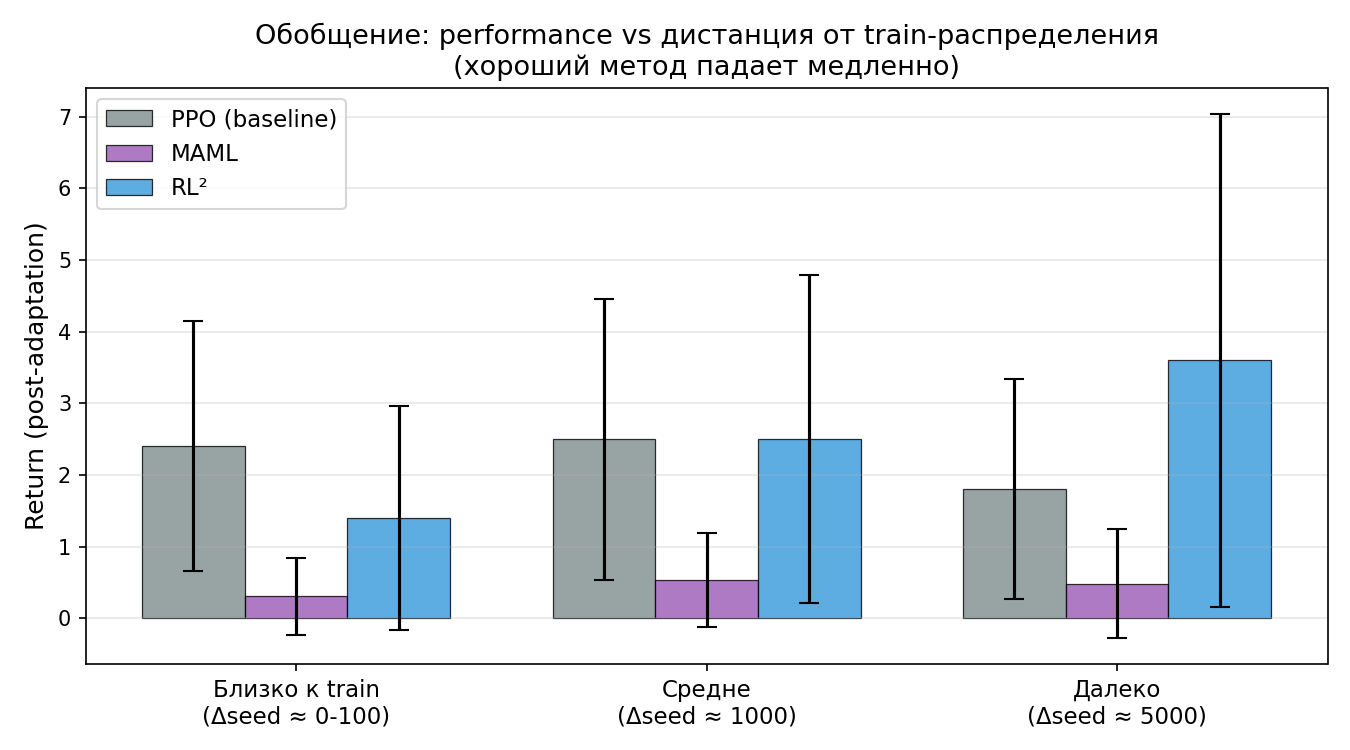 Обобщение: performance vs дистанция от train-распределения
(хороший метод падает медленно)
PPO (baseline)
MAML
RL²
Return (post-adaptation)
7
6
5
4
3
2
1
0
Близко к train
(Δseed ≈ 0-100)
Средне
(Δseed ≈ 1000)
Далеко
(Δseed ≈ 5000)